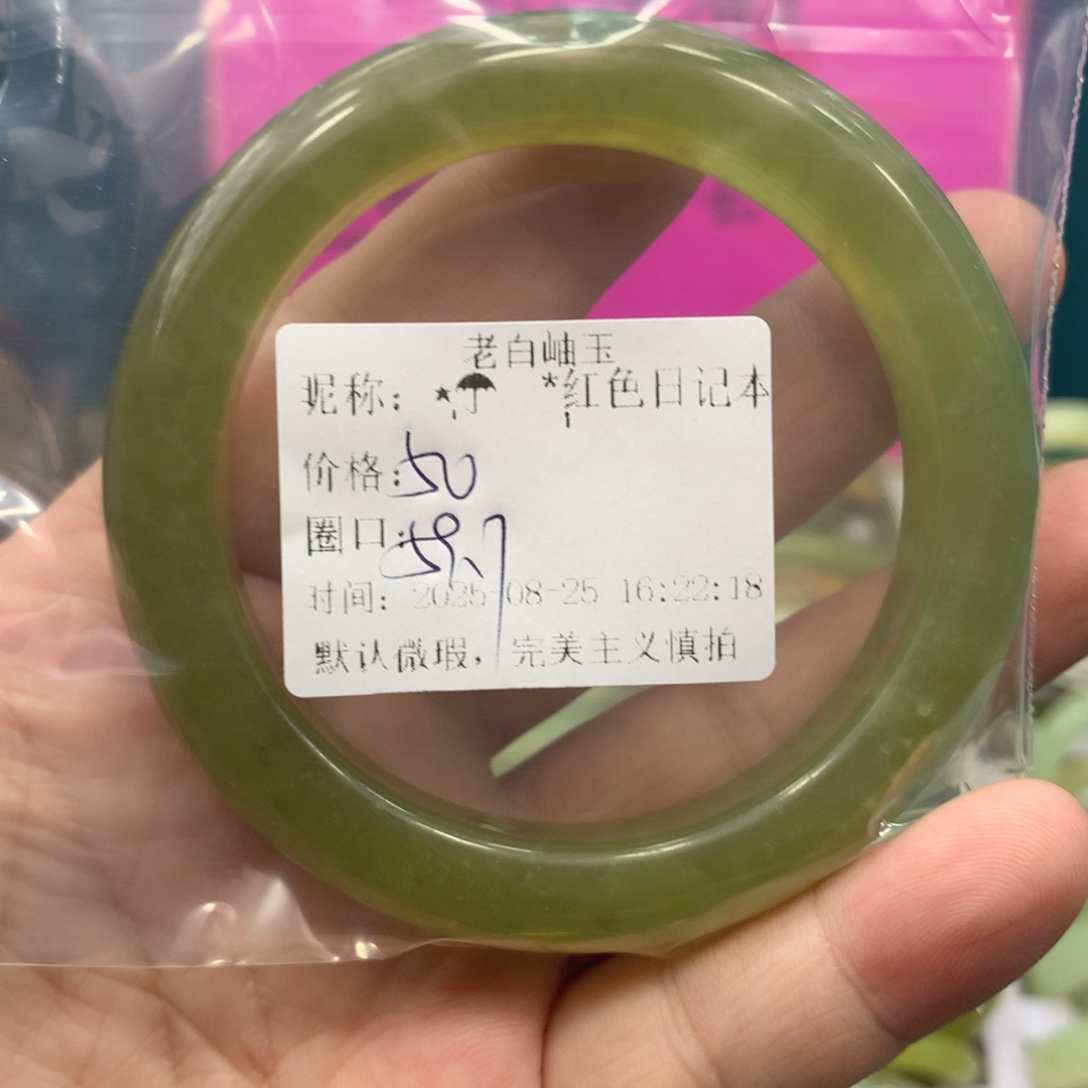 老白岫玉
昵称: ★☂ *红色日记本
价格:50
圈口:59.7
时间: 2025-08-25 16:22:18
默认微瑕, 完美主义慎拍